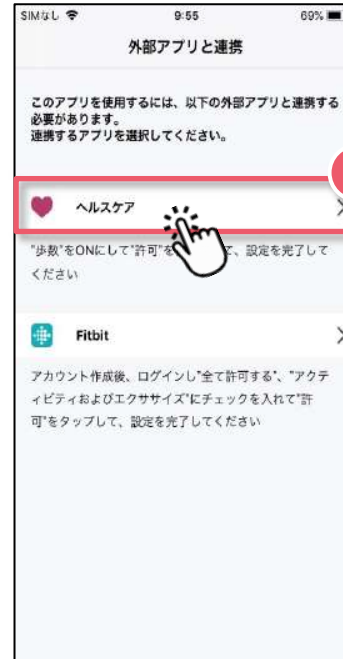 SIMなし 9:55 69%
外部アプリと連携
このアプリを使用するには、以下の外部アプリと連携する
必要があります。
連携するアプリを選択してください。
ヘルスケア
"歩数"をONにして"許可"を て、設定を完了して
ください
Fitbit
アカウント作成後、ログインし"全て許可する"、"アクテ
ィビティおよびエクササイズ"にチェックを入れて"許
可"をタップして、設定を完了してください